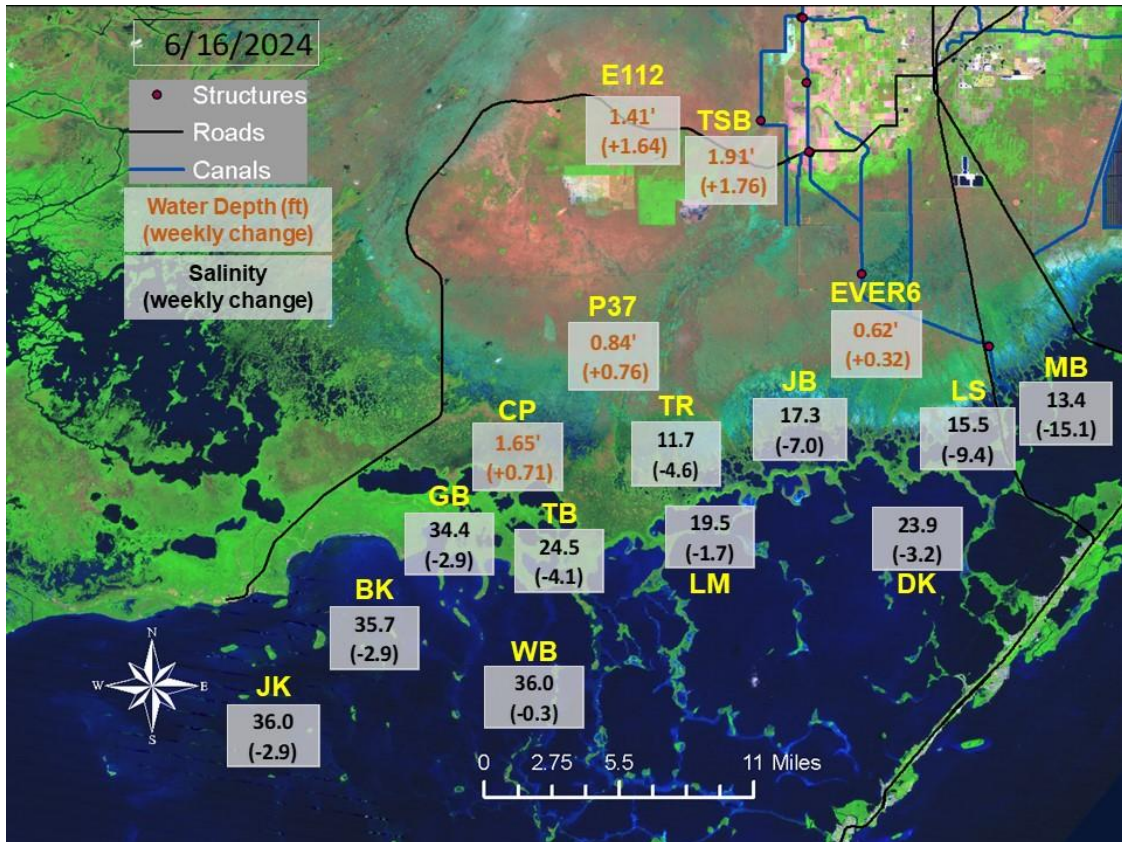 6/16/2024
Structures
Roads
Canals
Water Depth (ft)
(weekly change)
Salinity
(weekly change)
E112
1.41'
(+1.64)
TSB
1.91'
(+1.76)
P37
0.84'
(+0.76)
EVER6
0.62'
(+0.32)
CP
1.65'
(+0.71)
TR
11.7
(-4.6)
JB
17.3
(-7.0)
LS
15.5
(-9.4)
MB
13.4
(-15.1)
GB
34.4
(-2.9)
TB
24.5
(-4.1)
19.5
(-1.7)
LM
23.9
(-3.2)
DK
BK
35.7
(-2.9)
WB
36.0
(-0.3)
JK
36.0
(-2.9)
N
W E
S
0 2.75 5.5 11 Miles